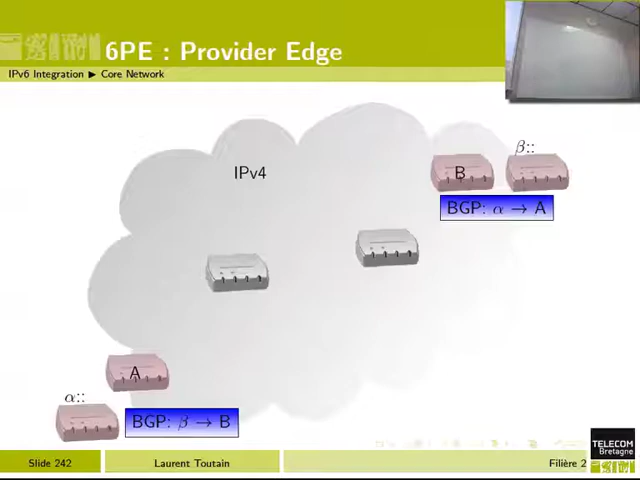 6PE : Provider Edge
IPv6 Integration ▶ Core Network
IPv4
B
β::
BGP: α → A
A
α::
BGP: β → B
TELECOM
Bretagne
Slide 242
Laurent Toutain
Filière 2